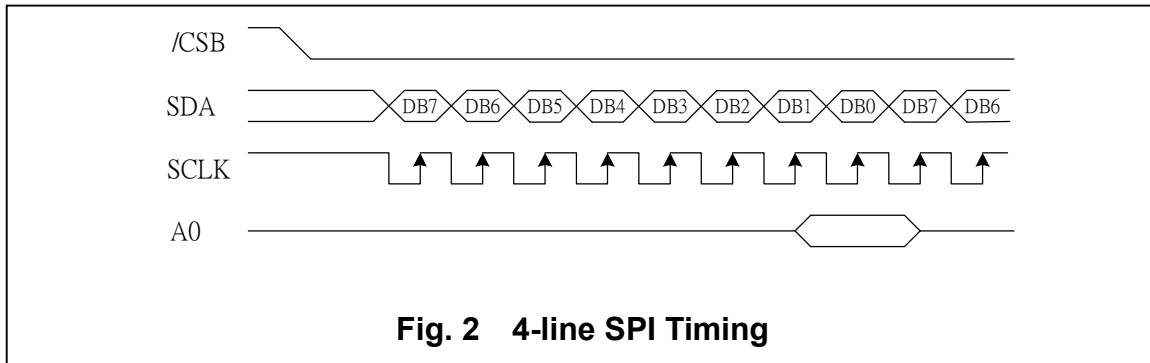 /CSB
SDA DB7 DB6 DB5 DB4 DB3 DB2 DB1 DB0 DB7 DB6
SCLK
A0
Fig. 2 4-line SPI Timing